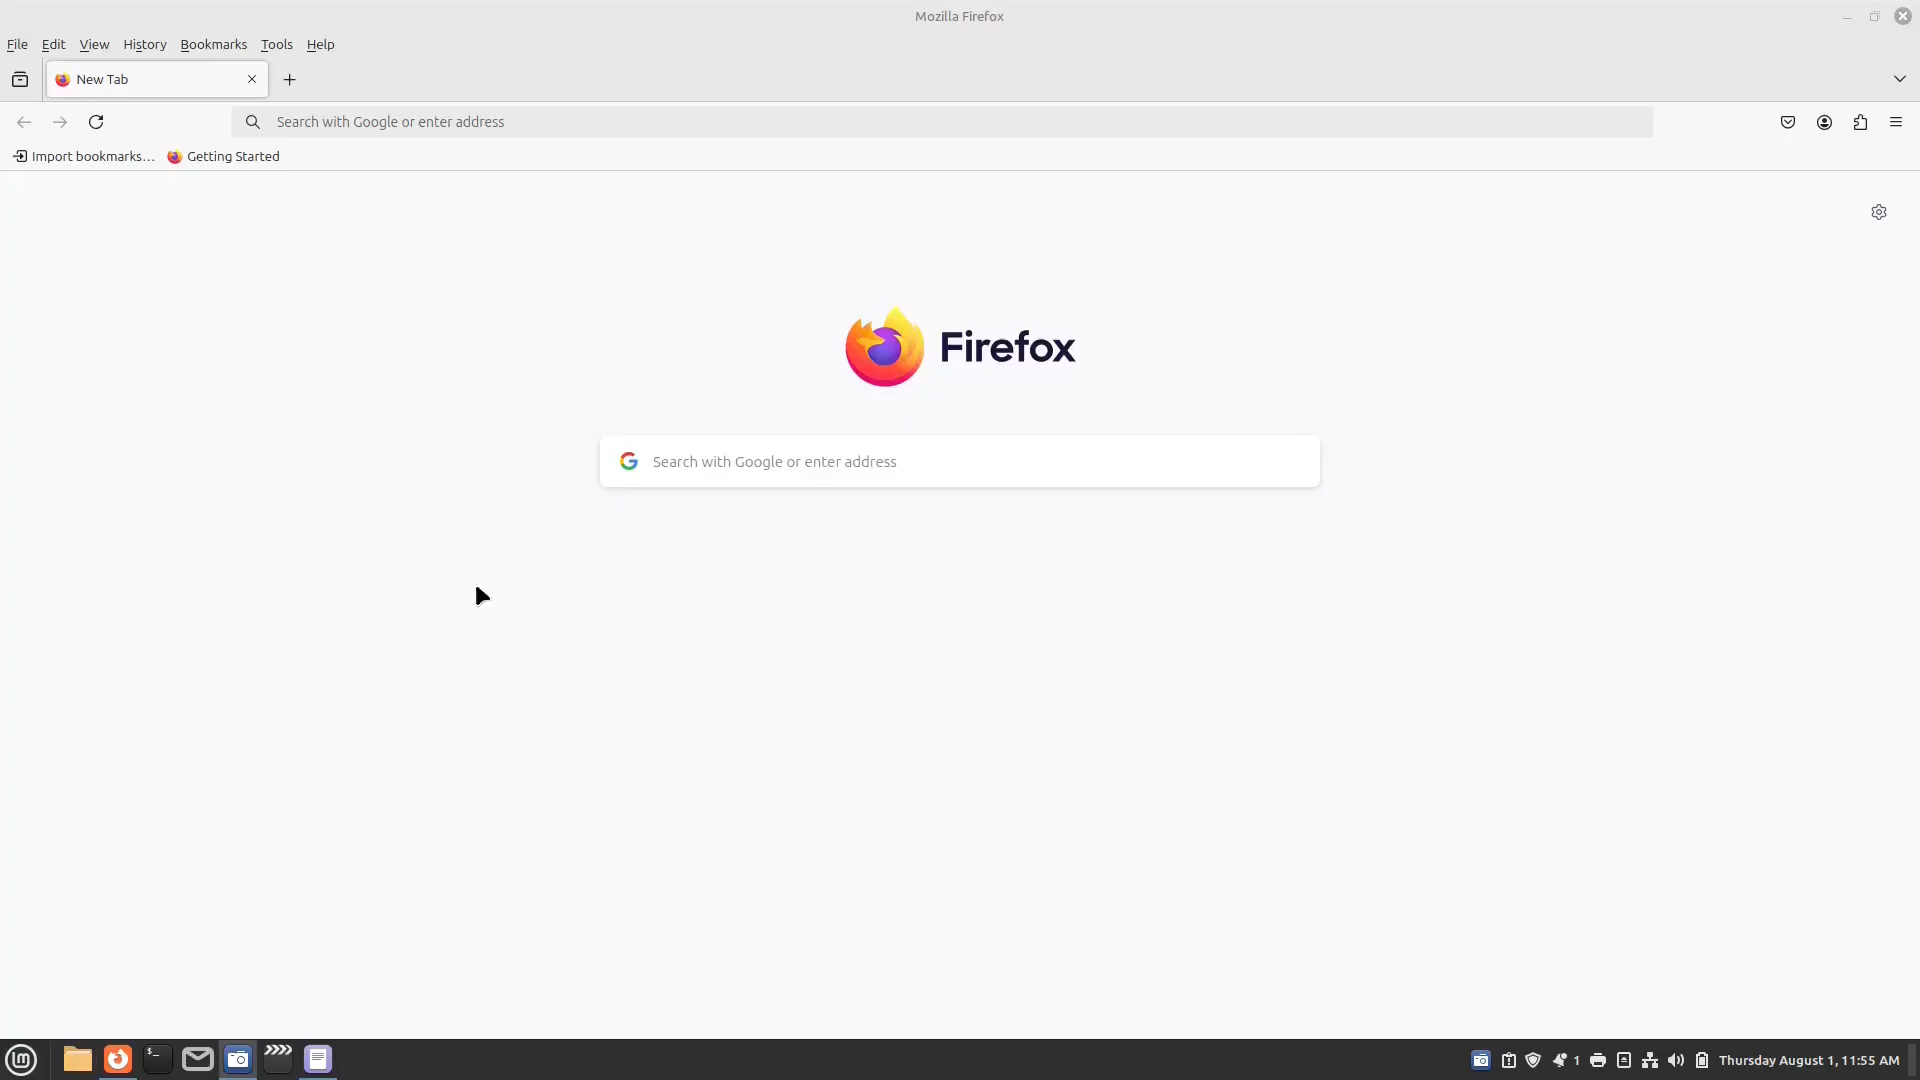 Mozilla Firefox
File Edit View History Bookmarks Tools Help
New Tab
Search with Google or enter address
Import bookmarks... Getting Started
Firefox
Search with Google or enter address
1 Thursday August 1, 11:55 AM